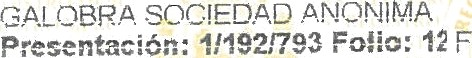 GALOBRA SOCIEDAD ANONIMA
Presentación: 1/192/793 Folio: 12 F